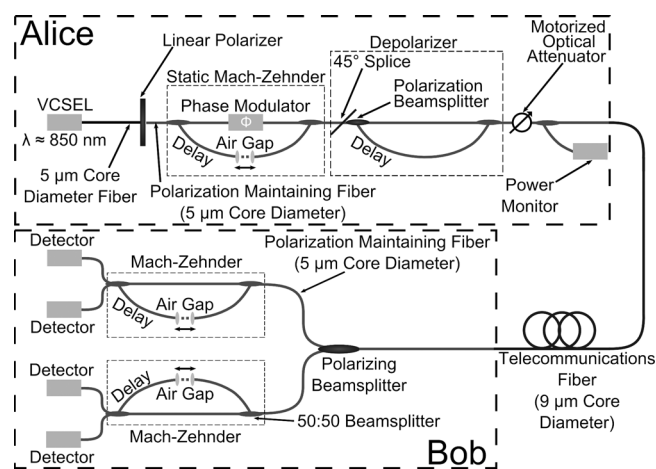 Alice
Linear Polarizer
Motorized
Optical
Attenuator
Depolarizer
45° Splice
Static Mach-Zehnder
Polarization
Beamsplitter
VCSEL
Phase Modulator
Φ
λ ≈ 850 nm
Delay
Air Gap
Delay
5 µm Core
Diameter Fiber
Polarization Maintaining Fiber
(5 µm Core Diameter)
Power
Monitor
Detector
Mach-Zehnder
Polarization Maintaining Fiber
(5 µm Core Diameter)
Delay
Air Gap
Detector
Detector
Delay
Air Gap
Polarizing
Beamsplitter
Telecommunications
Fiber
(9 µm Core
Diameter)
50:50 Beamsplitter
Mach-Zehnder
Detector
Bob